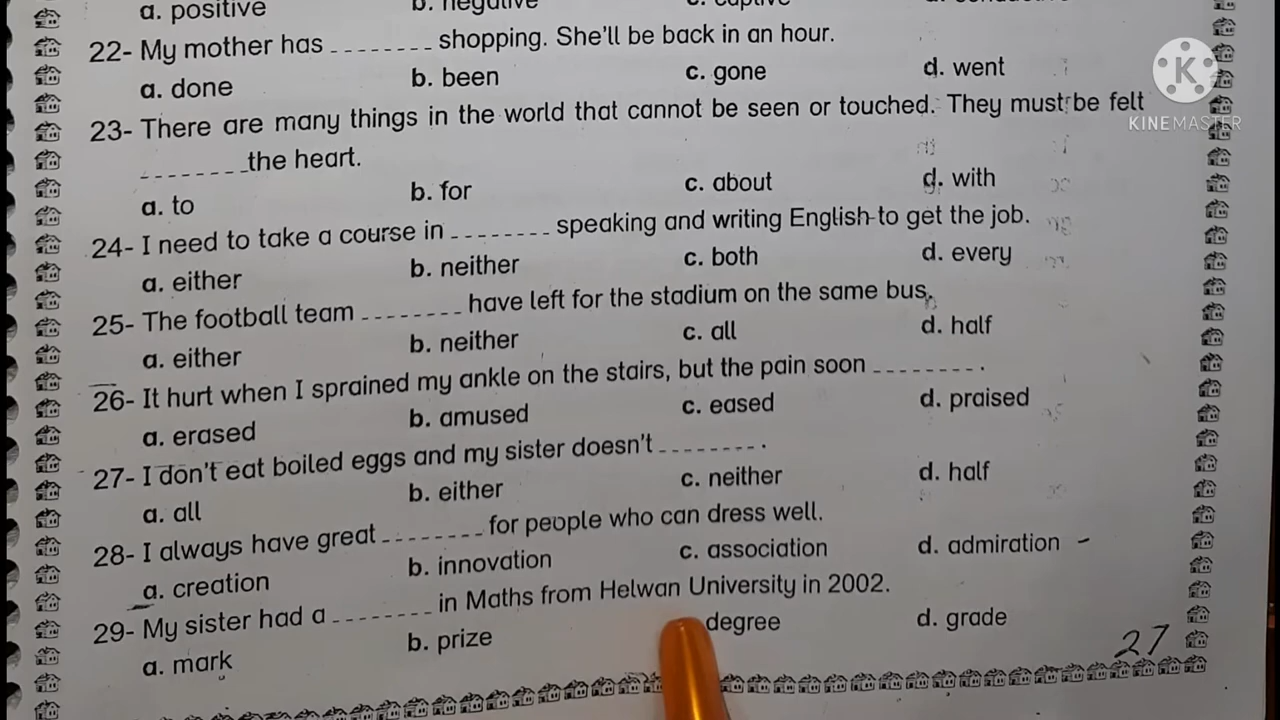 a. positive b. negative c. captive
22- My mother has ________ shopping. She'll be back in an hour.
a. done b. been c. gone d. went
23- There are many things in the world that cannot be seen or touched. They must be felt
________the heart.
a. to b. for c. about d. with
24- I need to take a course in ________ speaking and writing English to get the job.
a. either b. neither c. both d. every
25- The football team ________ have left for the stadium on the same bus.
a. either b. neither c. all d. half
26- It hurt when I sprained my ankle on the stairs, but the pain soon ________.
a. erased b. amused c. eased d. praised
27- I don't eat boiled eggs and my sister doesn't ________.
a. all b. either c. neither d. half
28- I always have great ________ for people who can dress well.
a. creation b. innovation c. association d. admiration
29- My sister had a ________ in Maths from Helwan University in 2002.
a. mark b. prize degree d. grade
27
K
KINEMASTER